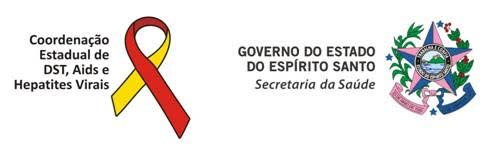 Coordenação
Estadual de
DST, Aids e
Hepatites Virais
GOVERNO DO ESTADO
DO ESPÍRITO SANTO
Secretaria da Saúde